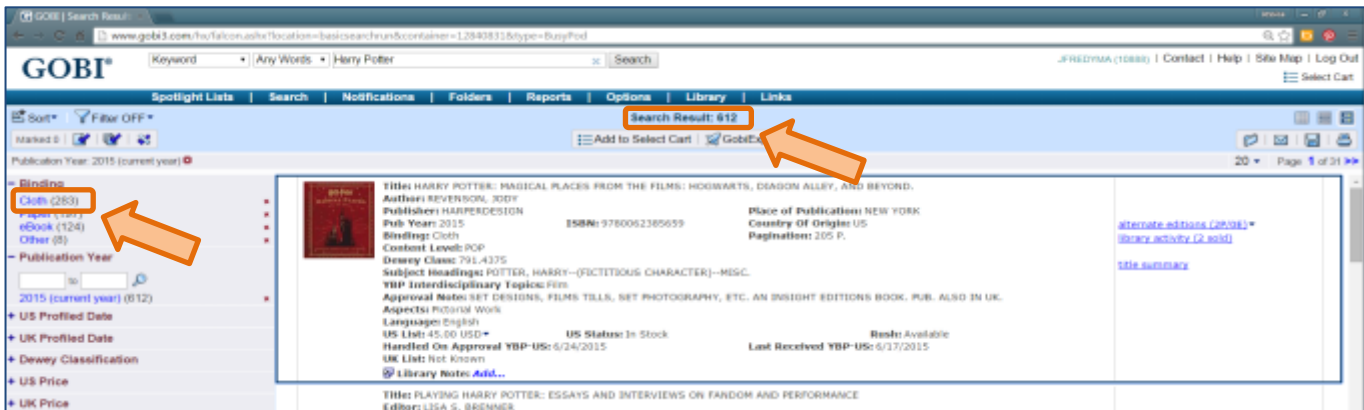 GOBI | Search Result:
www.gobi3.com/hw/falcon.ashx?location=basicsearchrun&container=12840831&type=BusyPod
GOBI® Keyword Any Words Harry Potter x Search (10888) | Contact | Help | Site Map | Log Out
Select Cart
Spotlight Lists | Search | Notifications | Folders | Reports | Options | Library | Links
Sort Filter OFF Search Result: 612
Marked: 0 Add to Select Cart
Publication Year: 2015 (current year) 20 Page 1 of 31
- Binding
Cloth (283)
Paper
eBook (124)
Other (8)
- Publication Year
to
2015 (current year) (612)
+ US Profiled Date
+ UK Profiled Date
+ Dewey Classification
+ US Price
+ UK Price
Title: HARRY POTTER: MAGICAL PLACES FROM THE FILMS: HOGWARTS, DIAGON ALLEY, AND BEYOND.
Author: REVENSON, JODY
Publisher: HARPERDESIGN Place of Publication: NEW YORK
Pub Year: 2015 ISBN: 9780062385659 Country Of Origin: US
Binding: Cloth Pagination: 205 P.
Content Level: POP
Dewey Class: 791.4375
Subject Headings: POTTER, HARRY--(FICTITIOUS CHARACTER)--MISC.
YBP Interdisciplinary Topics: Film
Approval Note: SET DESIGNS, FILMS TILLS, SET PHOTOGRAPHY, ETC. AN INSIGHT EDITIONS BOOK. PUB. ALSO IN UK.
Aspects: Pictorial Work
Language: English
US List: 45.00 USD US Status: In Stock Rush: Available
Handled On Approval YBP-US: 6/24/2015 Last Received YBP-US: 6/17/2015
UK List: Not Known
Library Note: Add...
alternate editions (2P/0E)
library activity (2 sold)
title summary
Title: PLAYING HARRY POTTER: ESSAYS AND INTERVIEWS ON FANDOM AND PERFORMANCE
Editor: LISA S. BRENNER